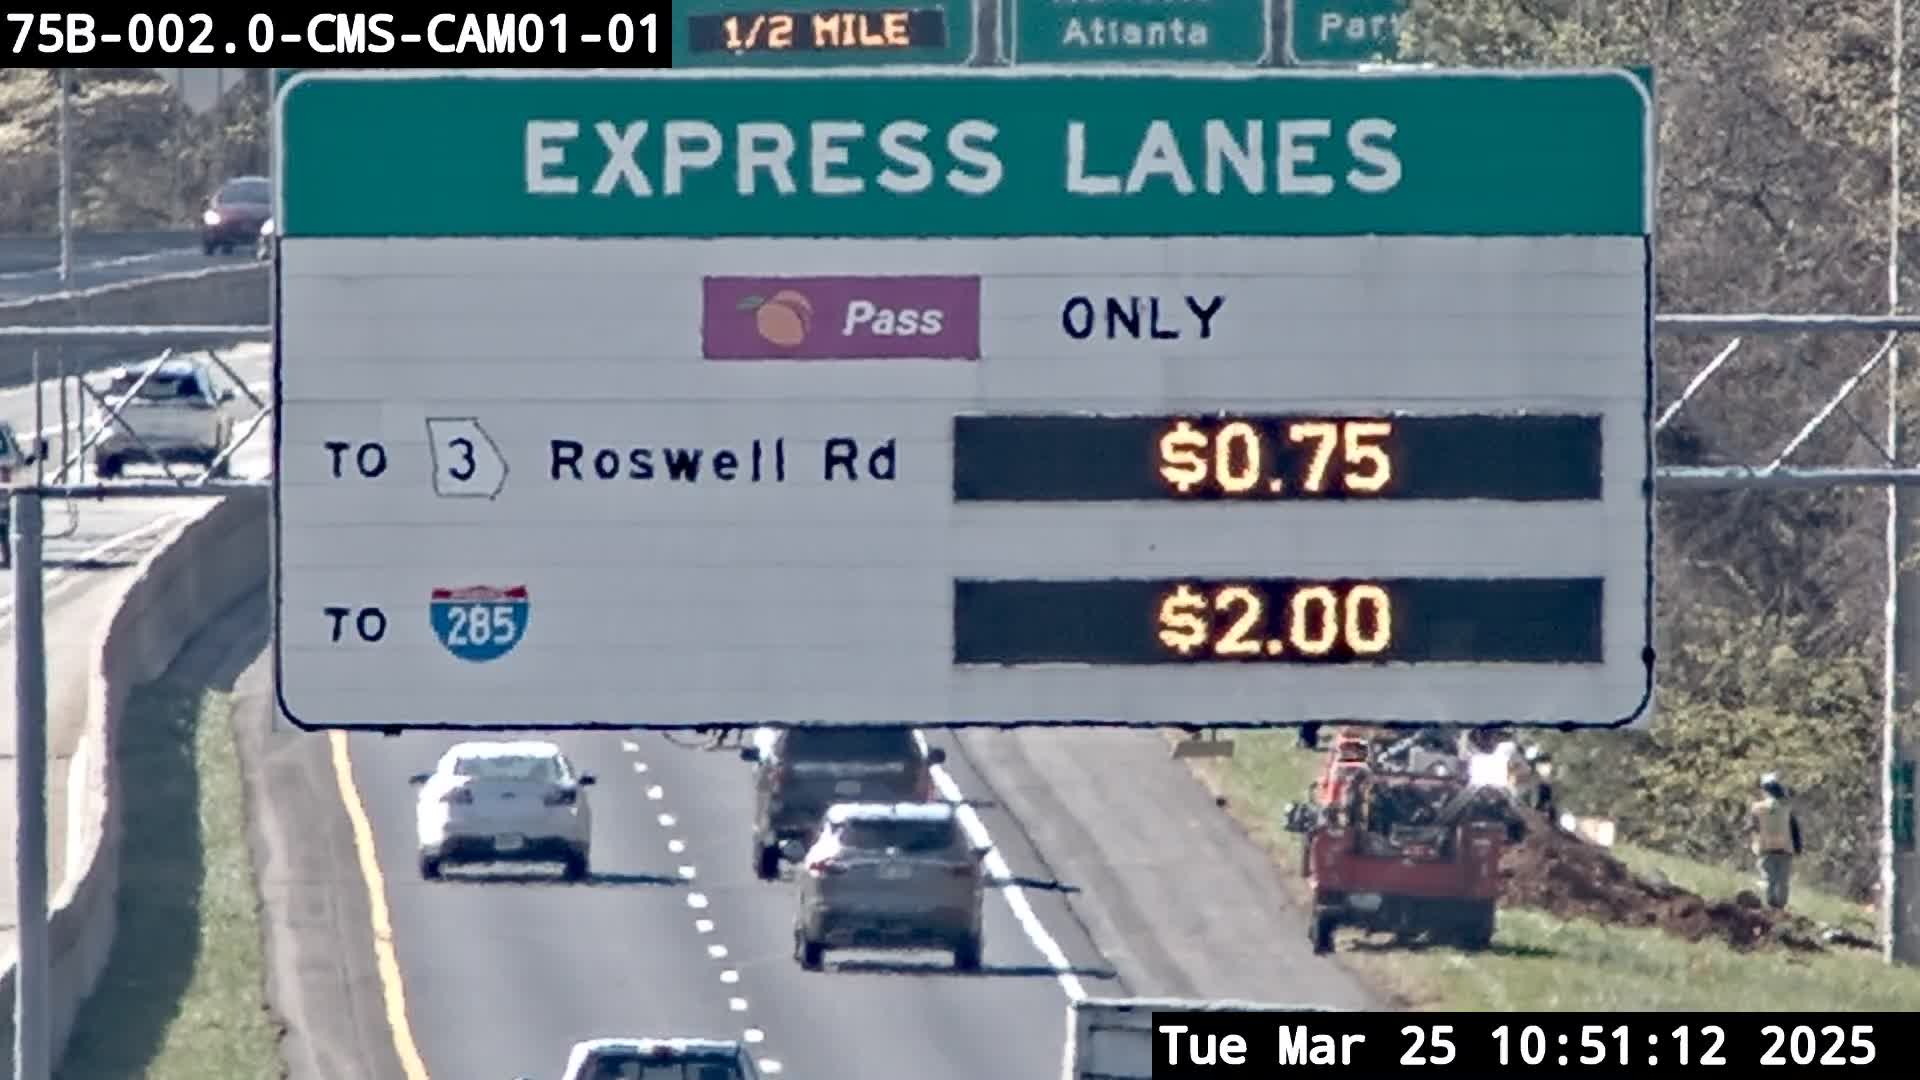 75B-002.0-CMS-CAM01-01
1/2 MILE
Atlanta
EXPRESS LANES
Pass ONLY
TO 3 Roswell Rd $0.75
TO 285 $2.00
Tue Mar 25 10:51:12 2025